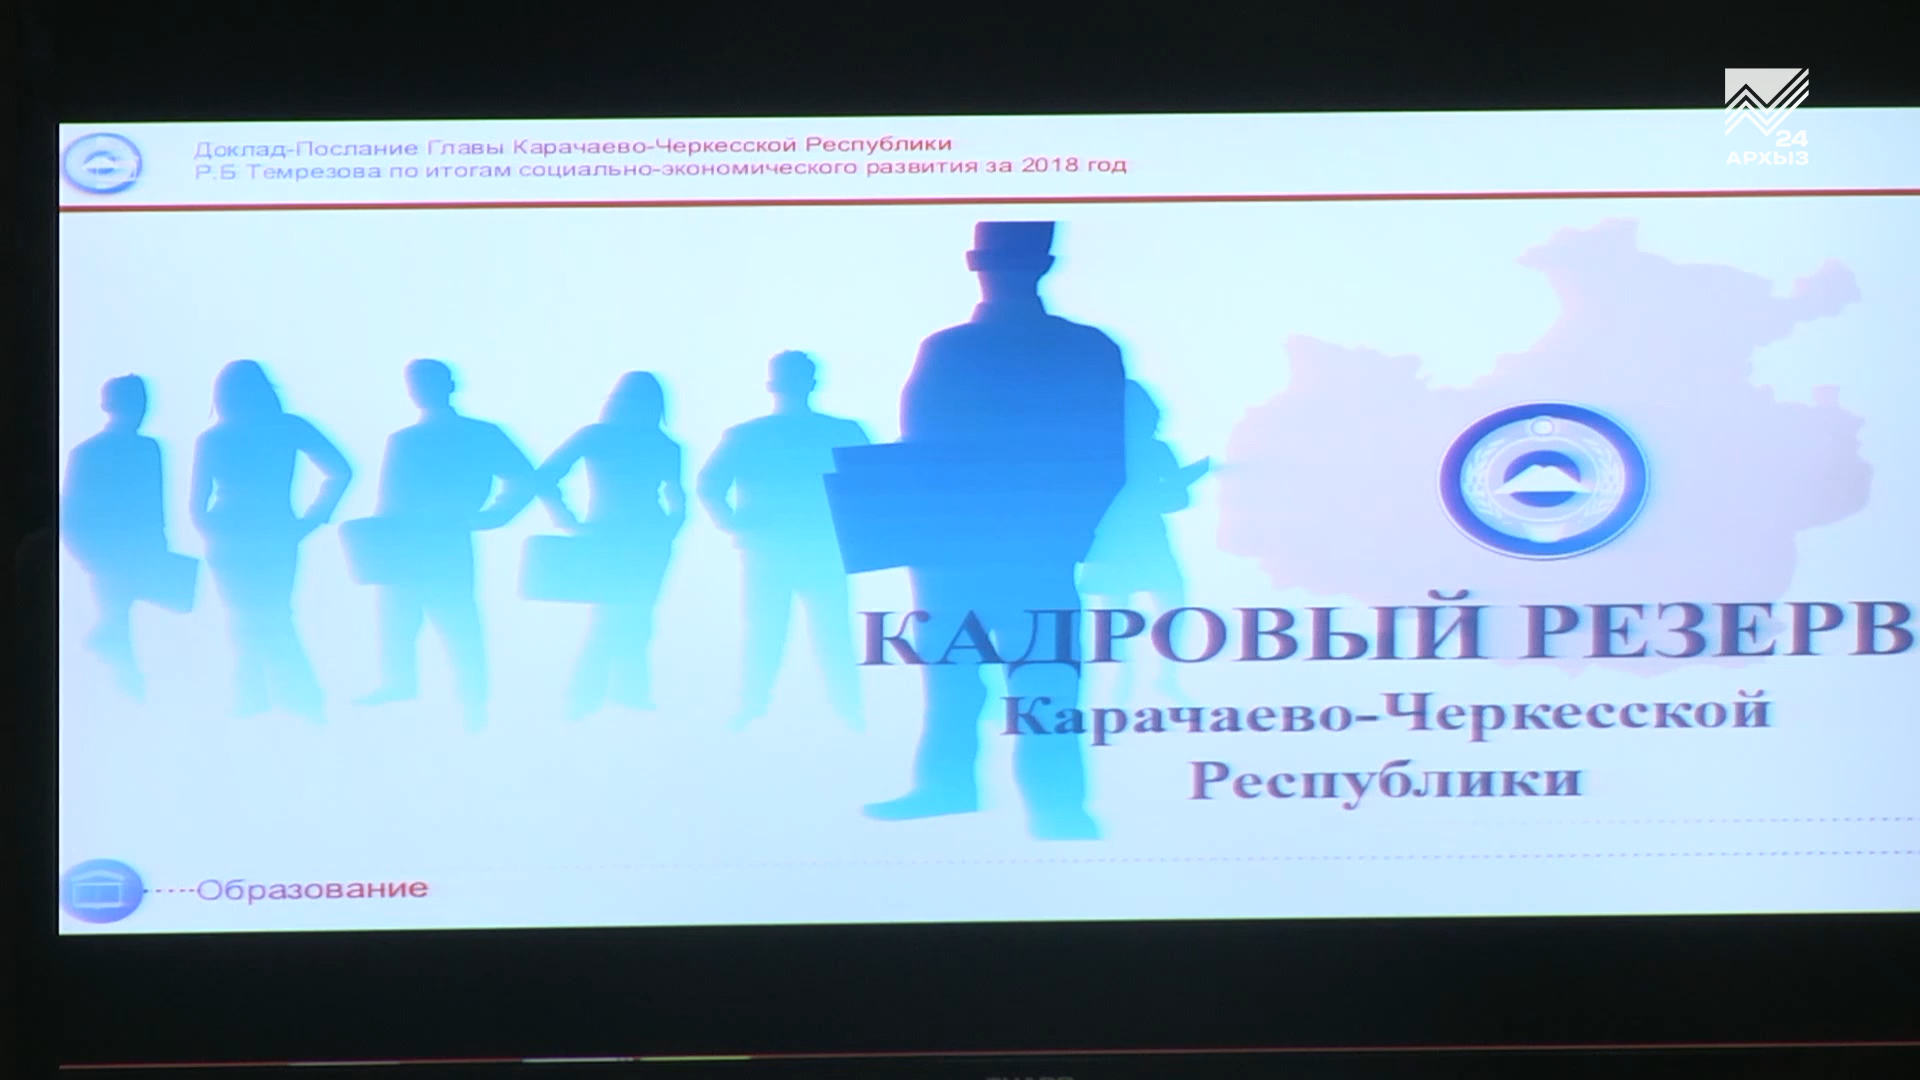 Доклад-Послание Главы Карачаево-Черкесской Республики
Р.Б Темрезова по итогам социально-экономического развития за 2018 год
24
АРХЫЗ
КАДРОВЫЙ РЕЗЕРВ
Карачаево-Черкесской
Республики
Образование